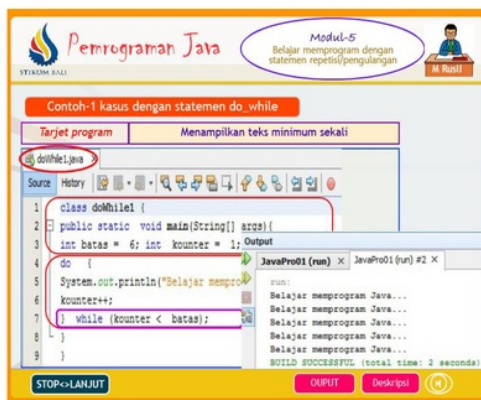 STIKOM BALI
Pemrograman Java
Modul-5
Belajar memprogram dengan
statemen repetisi/pengulangan
M Rusli
Contoh-1 kasus dengan statemen do_while
Tarjet program
Menampilkan teks minimum sekali
doWhile1.java
Source History
1 class doWhile1 {
2 public static void main(String[] args){
3 int batas = 6; int kounter = 1;
4 do {
5 System.out.println("Belajar mempro
6 kounter++;
7 } while (kounter < batas);
8 }
9 }
Output
JavaPro01 (run) × JavaPro01 (run) #2 ×
run:
Belajar memprogram Java...
Belajar memprogram Java...
Belajar memprogram Java...
Belajar memprogram Java...
Belajar memprogram Java...
BUILD SUCCESSFUL (total time: 2 seconds)
STOP<>LANJUT
OUPUT
Deskripsi